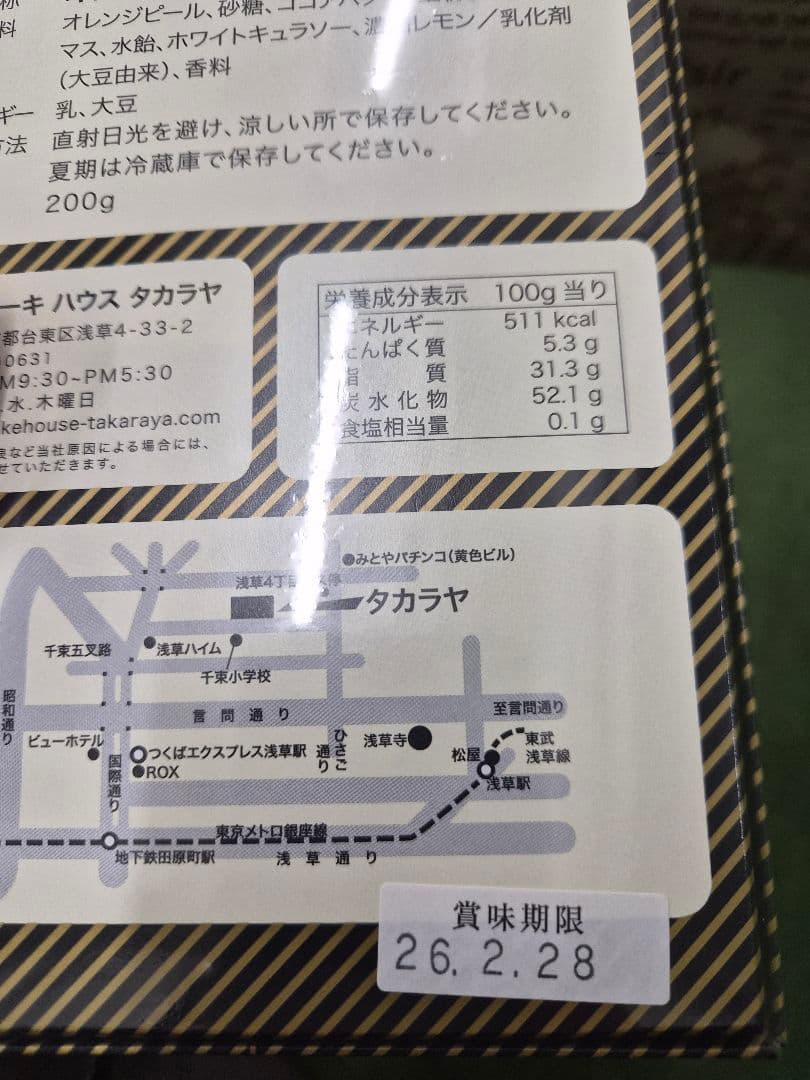 オレンジピール、砂糖、ココア
マス、水飴、ホワイトキュラソー、濃　レモン／乳化剤
(大豆由来)、香料
ギー 乳、大豆
方法 直射日光を避け、涼しい所で保存してください。
夏期は冷蔵庫で保存してください。
200g
ーキ ハウス タカラヤ
都台東区浅草4-33-2
0631
M9:30~PM5:30
.水.木曜日
kehouse-takaraya.com
など当社原因による場合には、
せていただきます。
栄養成分表示 100g当り
エネルギー 511 kcal
たんぱく質 5.3 g
脂 質 31.3 g
炭水化物 52.1 g
食塩相当量 0.1 g
みとやパチンコ(黄色ビル)
浅草4丁目バス停
タカラヤ
千束五叉路
浅草ハイム
千束小学校
昭和通り
言問通り
至言問通り
ビューホテル
国際通り
つくばエクスプレス浅草駅
ROX
ひさご通り
浅草寺
松屋
東武浅草線
浅草駅
東京メトロ銀座線
地下鉄田原町駅
浅草通り
賞味期限
26.2.28